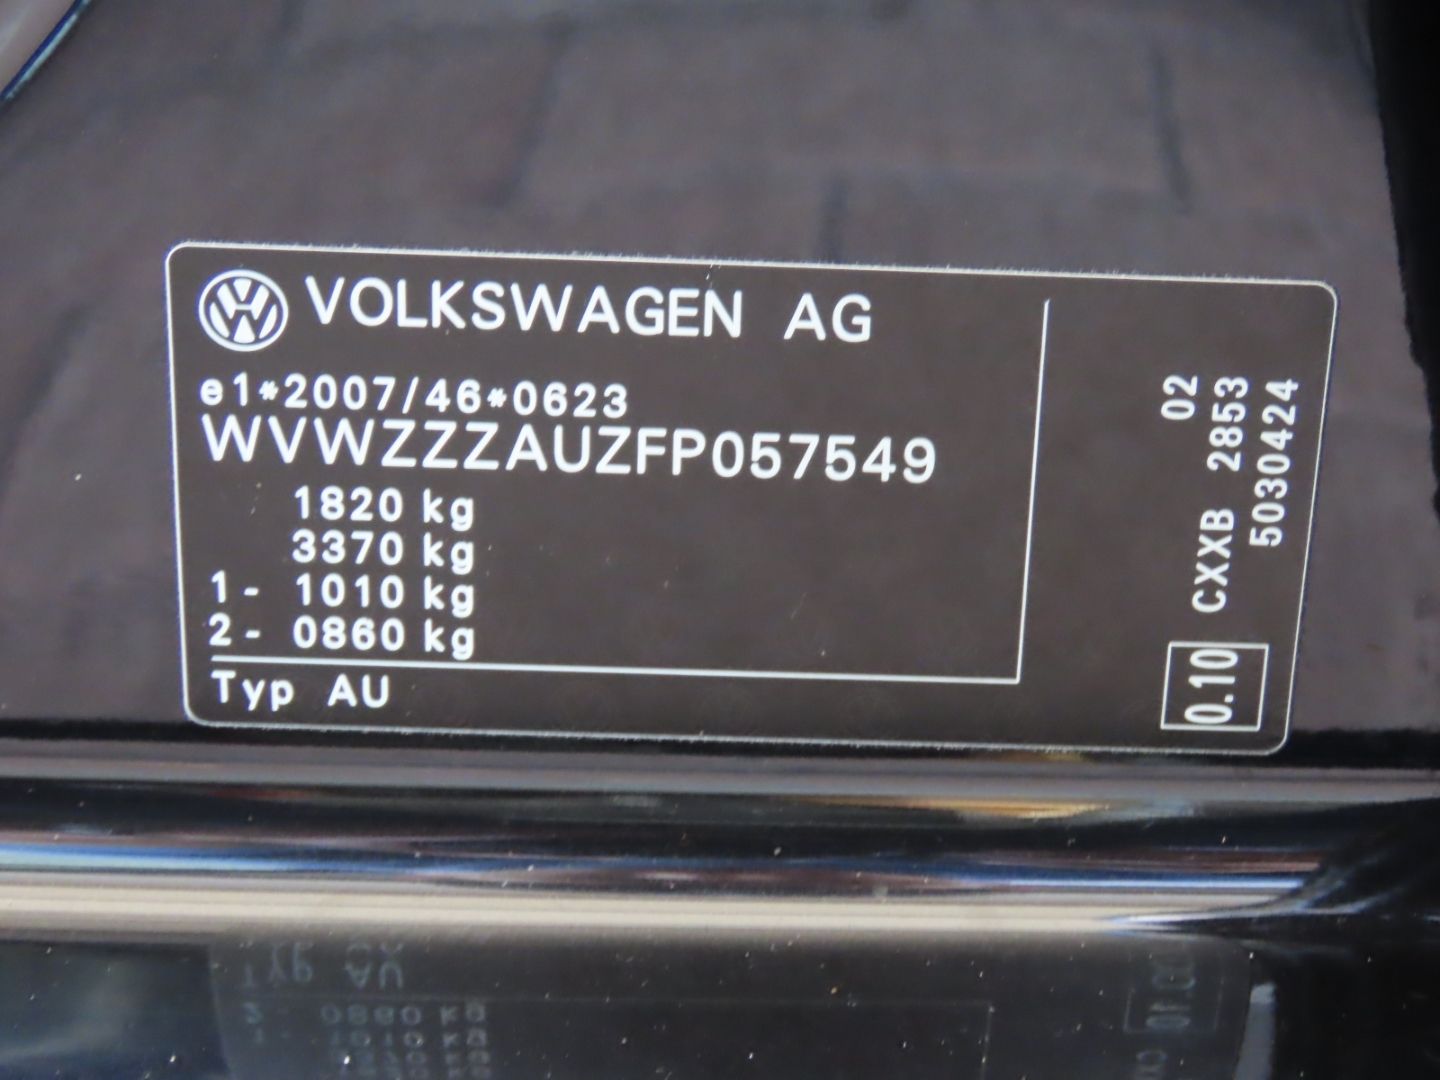 VOLKSWAGEN AG
e1*2007/46*0623
WVWZZZAUZFP057549
1820 kg
3370 kg
1- 1010 kg
2- 0860 kg
Typ AU
02
CXXB 2853
5030424
0.10